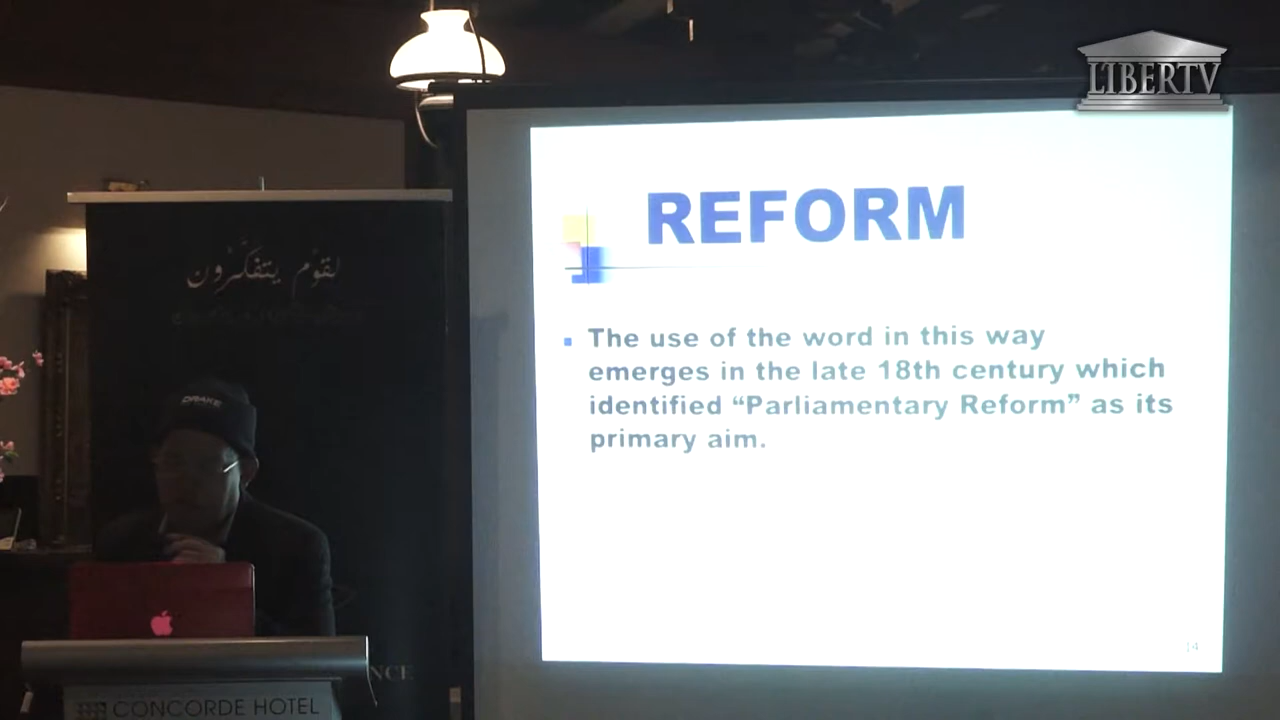 LIBERTV
REFORM
لقوم يتفكرون
The use of the word in this way
emerges in the late 18th century which
identified “Parliamentary Reform” as its
primary aim.
DRAKE
14
NCE
CONCORDE HOTEL